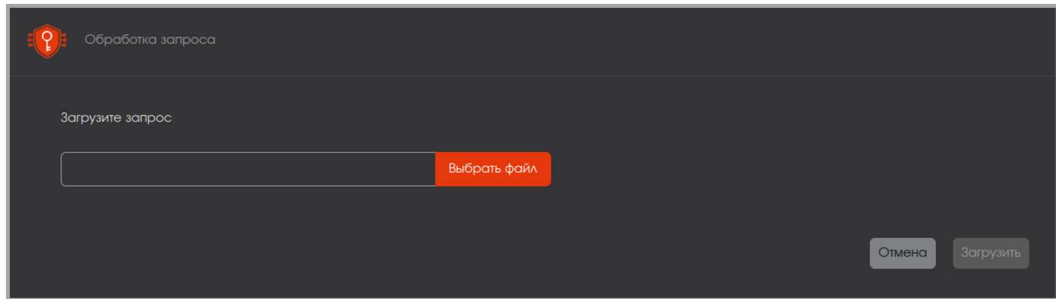 Обработка запроса
Загрузите запрос
Выбрать файл
Отмена Загрузить